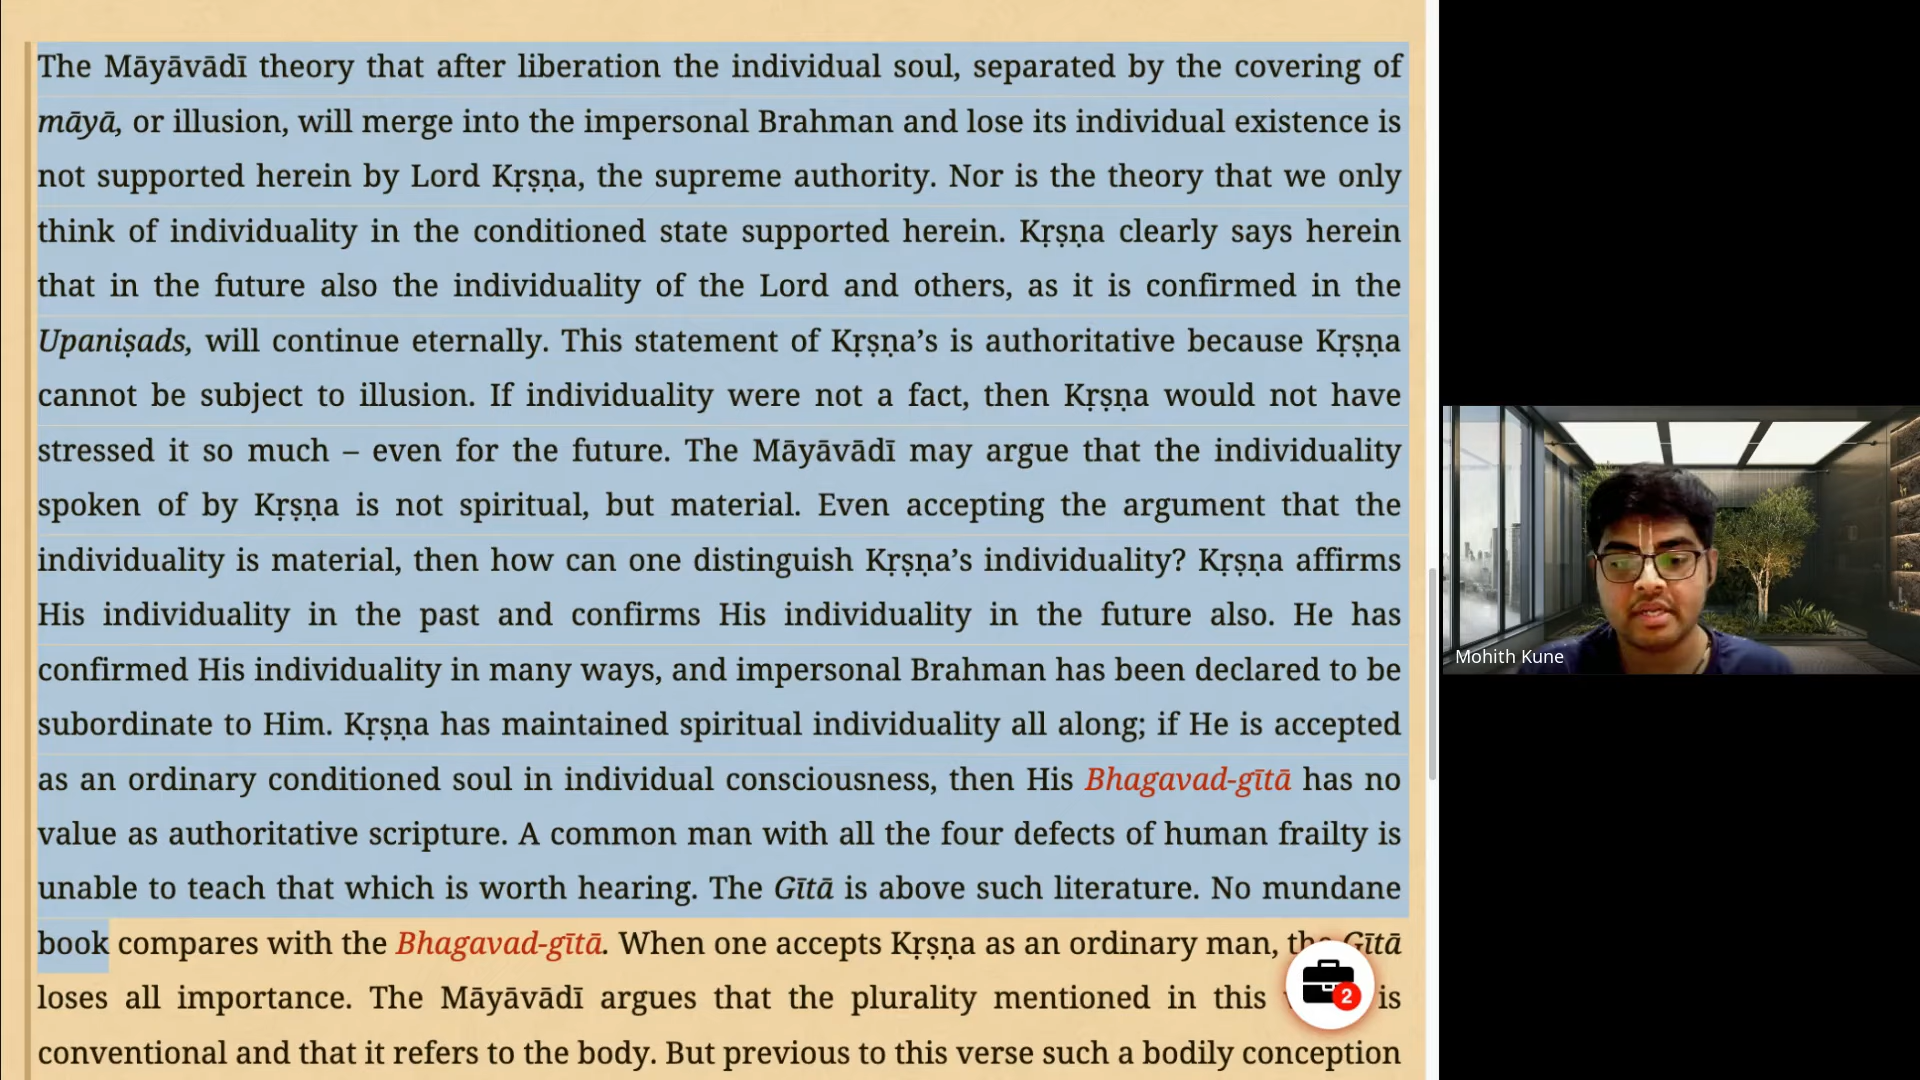 The Māyāvādī theory that after liberation the individual soul, separated by the covering of
māyā, or illusion, will merge into the impersonal Brahman and lose its individual existence is
not supported herein by Lord Kṛṣṇa, the supreme authority. Nor is the theory that we only
think of individuality in the conditioned state supported herein. Kṛṣṇa clearly says herein
that in the future also the individuality of the Lord and others, as it is confirmed in the
Upaniṣads, will continue eternally. This statement of Kṛṣṇa’s is authoritative because Kṛṣṇa
cannot be subject to illusion. If individuality were not a fact, then Kṛṣṇa would not have
stressed it so much – even for the future. The Māyāvādī may argue that the individuality
spoken of by Kṛṣṇa is not spiritual, but material. Even accepting the argument that the
individuality is material, then how can one distinguish Kṛṣṇa’s individuality? Kṛṣṇa affirms
His individuality in the past and confirms His individuality in the future also. He has
confirmed His individuality in many ways, and impersonal Brahman has been declared to be
subordinate to Him. Kṛṣṇa has maintained spiritual individuality all along; if He is accepted
as an ordinary conditioned soul in individual consciousness, then His Bhagavad-gītā has no
value as authoritative scripture. A common man with all the four defects of human frailty is
unable to teach that which is worth hearing. The Gītā is above such literature. No mundane
book compares with the Bhagavad-gītā. When one accepts Kṛṣṇa as an ordinary man, the Gītā
loses all importance. The Māyāvādī argues that the plurality mentioned in this is
conventional and that it refers to the body. But previous to this verse such a bodily conception
2
Mohith Kune